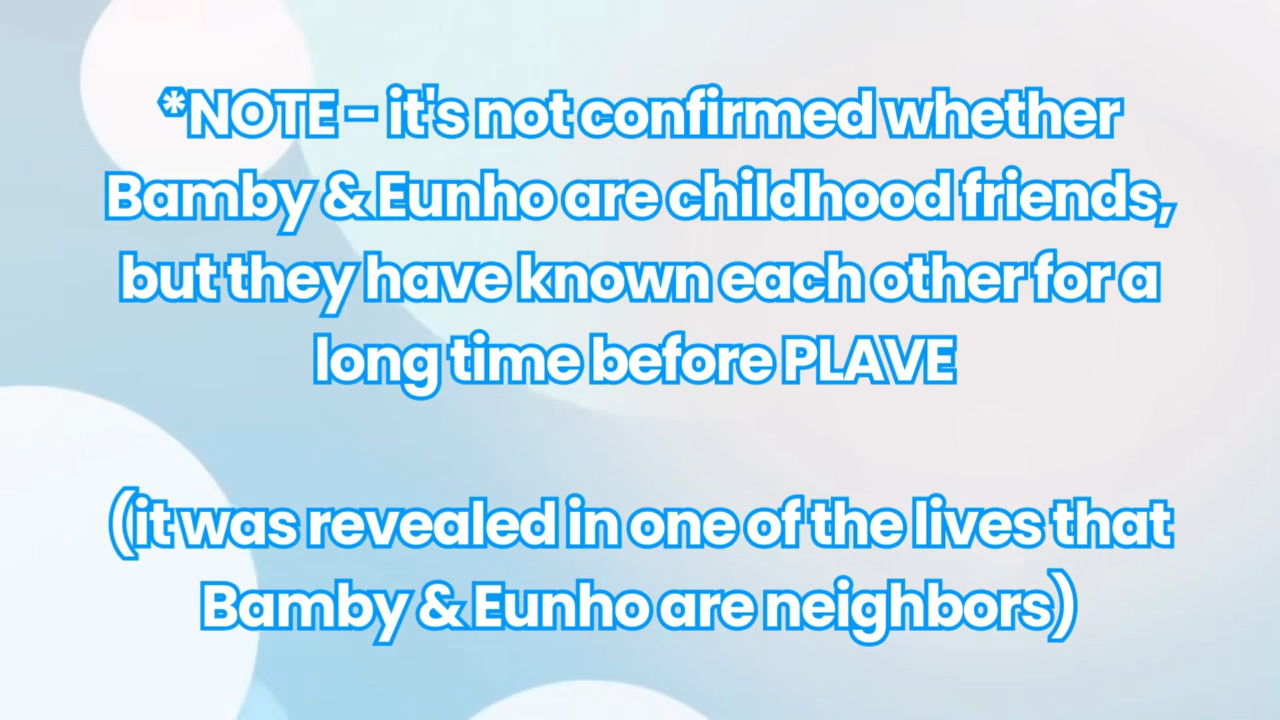 *NOTE - it's not confirmed whether
Bamby & Eunho are childhood friends,
but they have known each other for a
long time before PLAVE
(it was revealed in one of the lives that
Bamby & Eunho are neighbors)